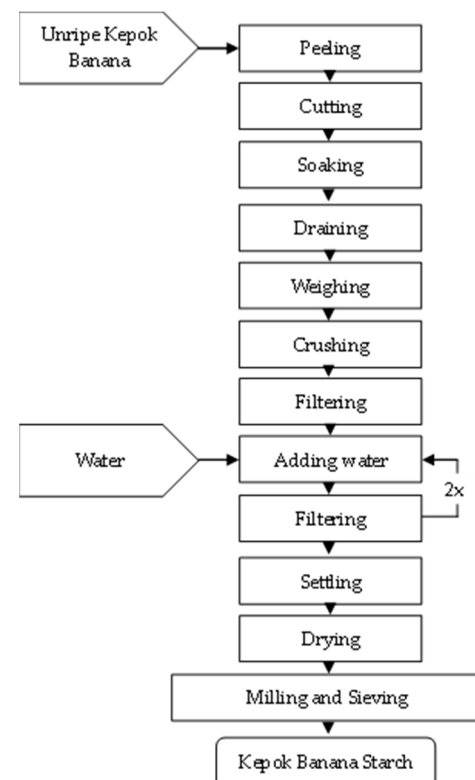 Unripe Kepok
Banana
Peeling
Cutting
Soaking
Draining
Weighing
Crushing
Filtering
Water
Adding water
2x
Filtering
Settling
Drying
Milling and Sieving
Kepok Banana Starch